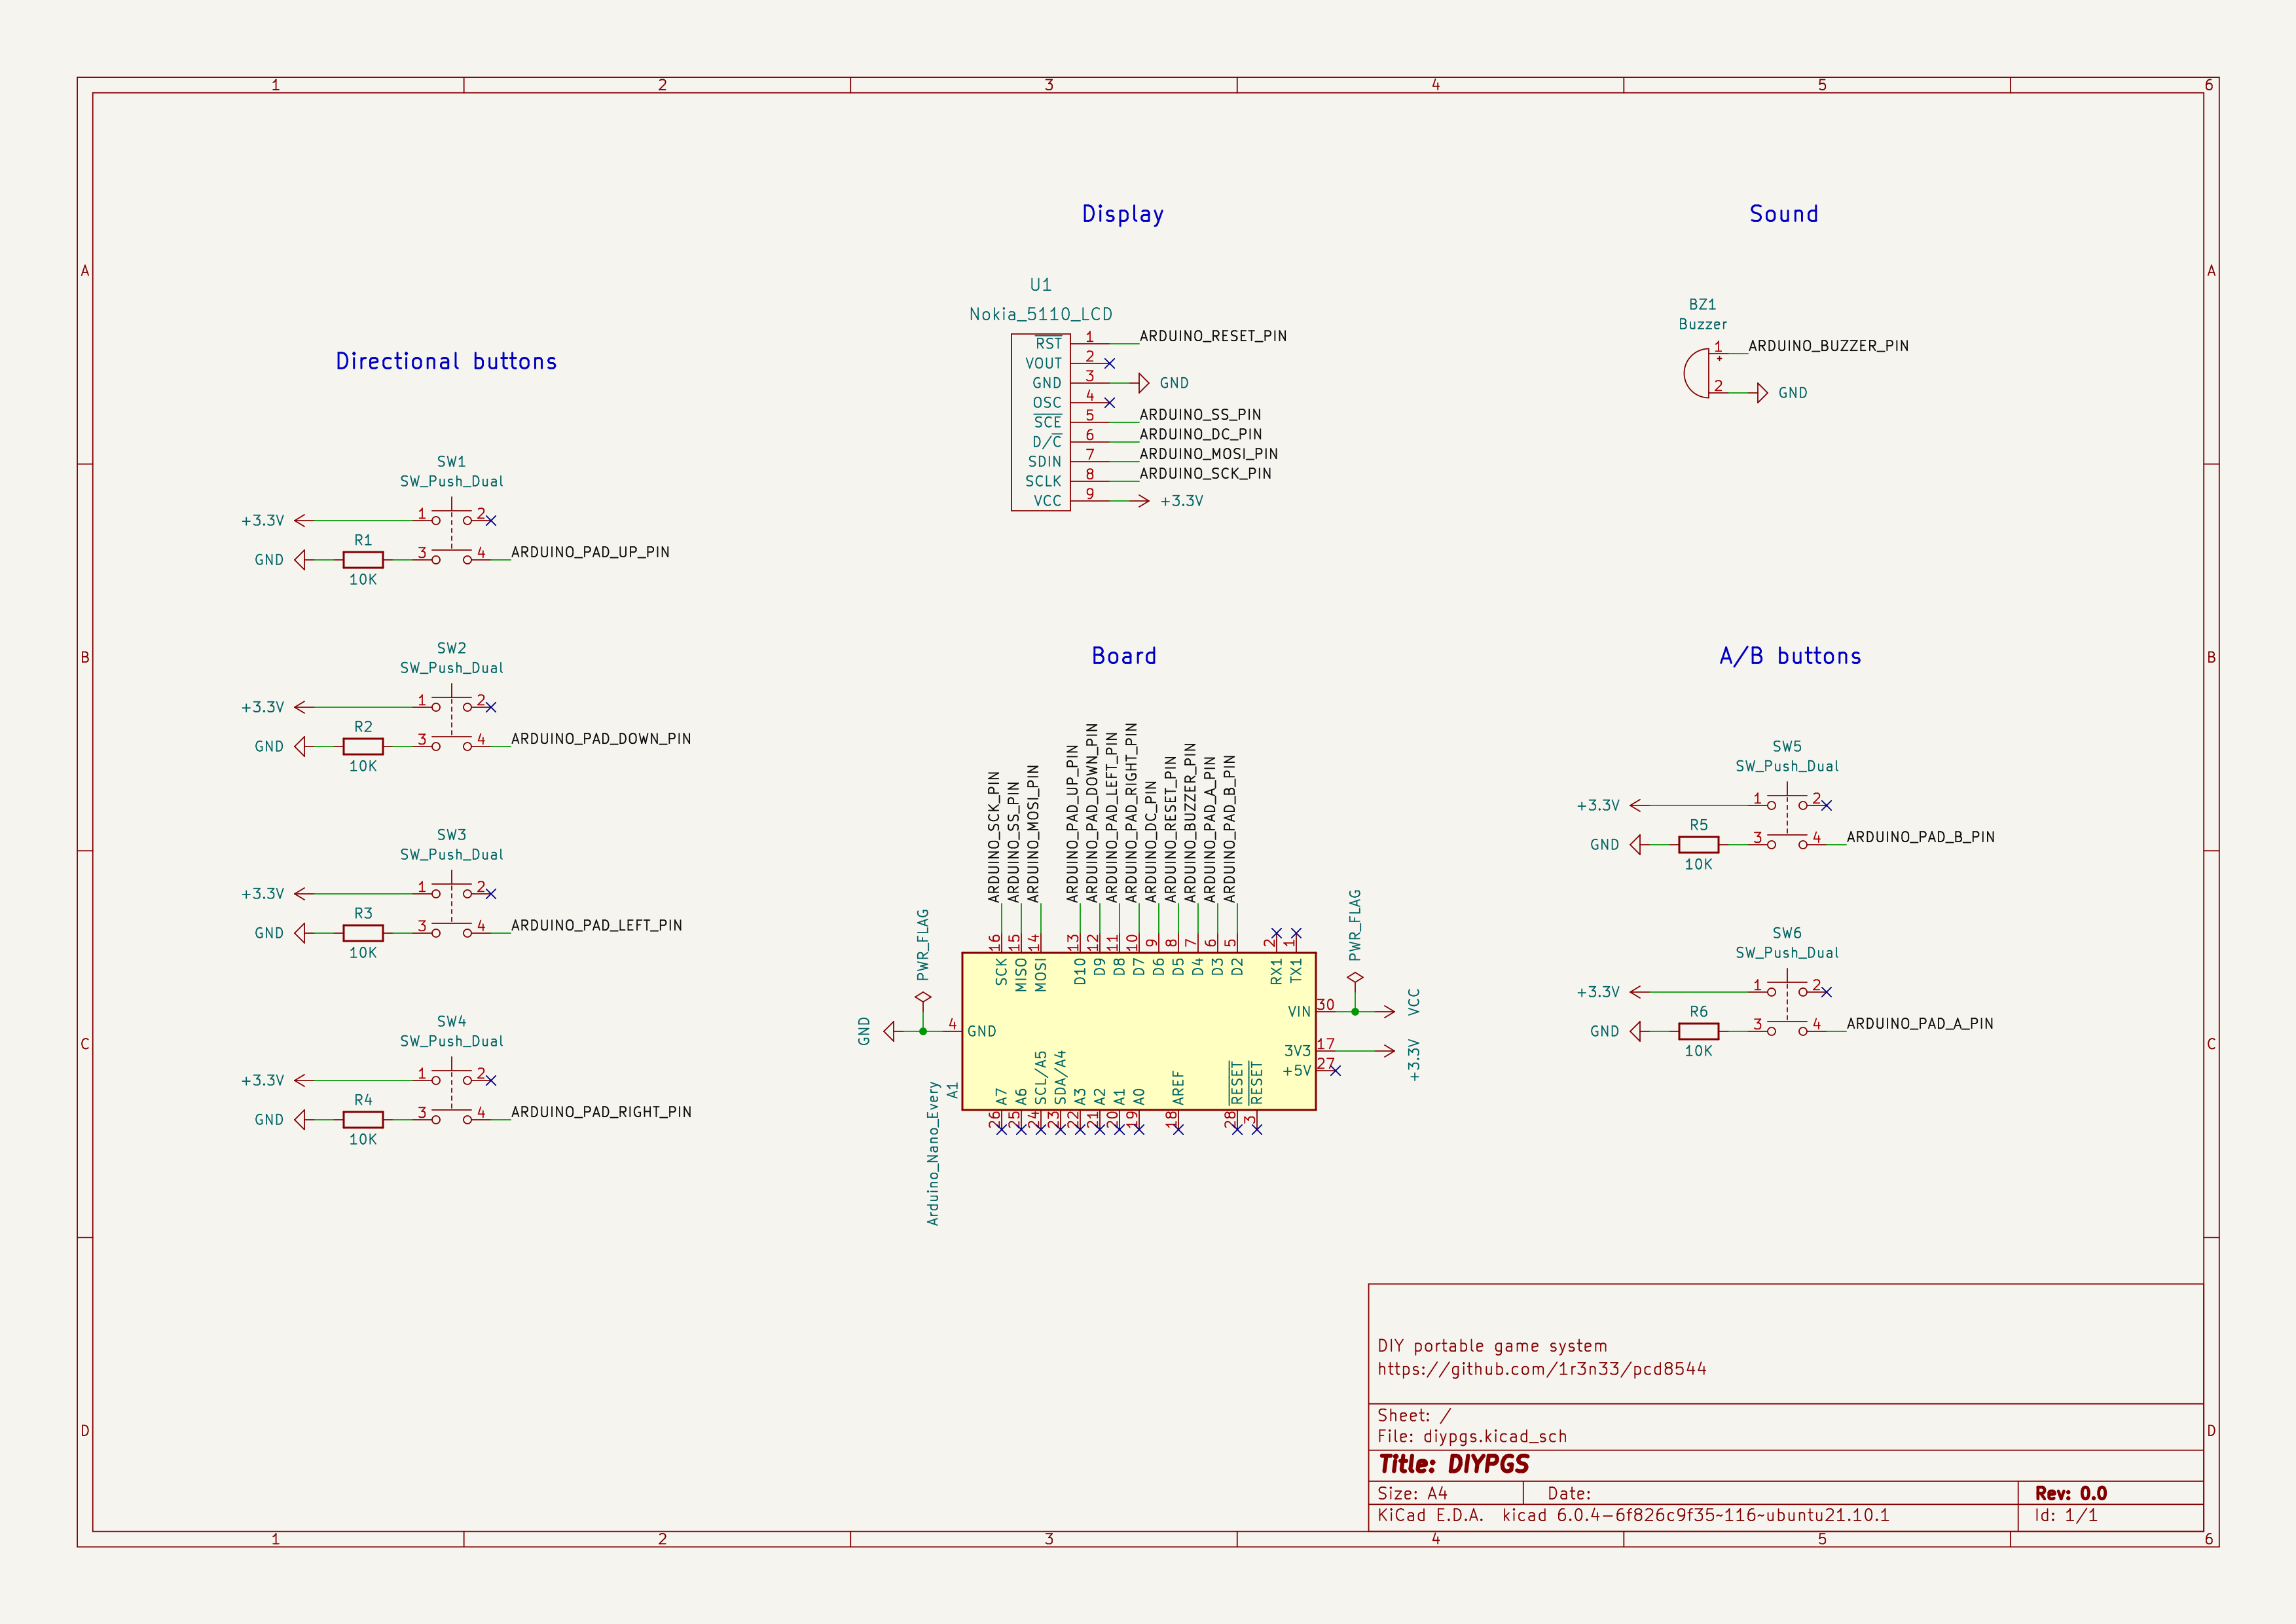 1 2 3 4 5 6
A A
B B
C C
D D
Display
Sound
Directional buttons
Board
A/B buttons
U1
Nokia_5110_LCD
RST 1 ARDUINO_RESET_PIN
VOUT 2
GND 3 GND
OSC 4
SCE 5 ARDUINO_SS_PIN
D/C 6 ARDUINO_DC_PIN
SDIN 7 ARDUINO_MOSI_PIN
SCLK 8 ARDUINO_SCK_PIN
VCC 9 +3.3V
BZ1
Buzzer
1 ARDUINO_BUZZER_PIN
+
2 GND
SW1
SW_Push_Dual
+3.3V 1 2
R1
GND 3 4 ARDUINO_PAD_UP_PIN
10K
SW2
SW_Push_Dual
+3.3V 1 2
R2
GND 3 4 ARDUINO_PAD_DOWN_PIN
10K
SW3
SW_Push_Dual
+3.3V 1 2
R3
GND 3 4 ARDUINO_PAD_LEFT_PIN
10K
SW4
SW_Push_Dual
+3.3V 1 2
R4
GND 3 4 ARDUINO_PAD_RIGHT_PIN
10K
ARDUINO_SCK_PIN
ARDUINO_SS_PIN
ARDUINO_MOSI_PIN
ARDUINO_PAD_UP_PIN
ARDUINO_PAD_DOWN_PIN
ARDUINO_PAD_LEFT_PIN
ARDUINO_PAD_RIGHT_PIN
ARDUINO_DC_PIN
ARDUINO_RESET_PIN
ARDUINO_BUZZER_PIN
ARDUINO_PAD_A_PIN
ARDUINO_PAD_B_PIN
16 15 14 13 12 11 10 9 8 7 6 5 2 1
SCK MISO MOSI D10 D9 D8 D7 D6 D5 D4 D3 D2 RX1 TX1
PWR_FLAG
GND 4 GND
PWR_FLAG
VIN 30 VCC
3V3 17 +3.3V
+5V 27
A7 A6 SCL/A5 SDA/A4 A3 A2 A1 A0 AREF RESET RESET
26 25 24 23 22 21 20 19 18 28 3
A1
Arduino_Nano_Every
SW5
SW_Push_Dual
+3.3V 1 2
R5
GND 3 4 ARDUINO_PAD_B_PIN
10K
SW6
SW_Push_Dual
+3.3V 1 2
R6
GND 3 4 ARDUINO_PAD_A_PIN
10K
DIY portable game system
https://github.com/1r3n33/pcd8544
Sheet: /
File: diypgs.kicad_sch
Title: DIYPGS
Size: A4 Date: Rev: 0.0
KiCad E.D.A. kicad 6.0.4-6f826c9f35~116~ubuntu21.10.1 Id: 1/1
1 2 3 4 5 6